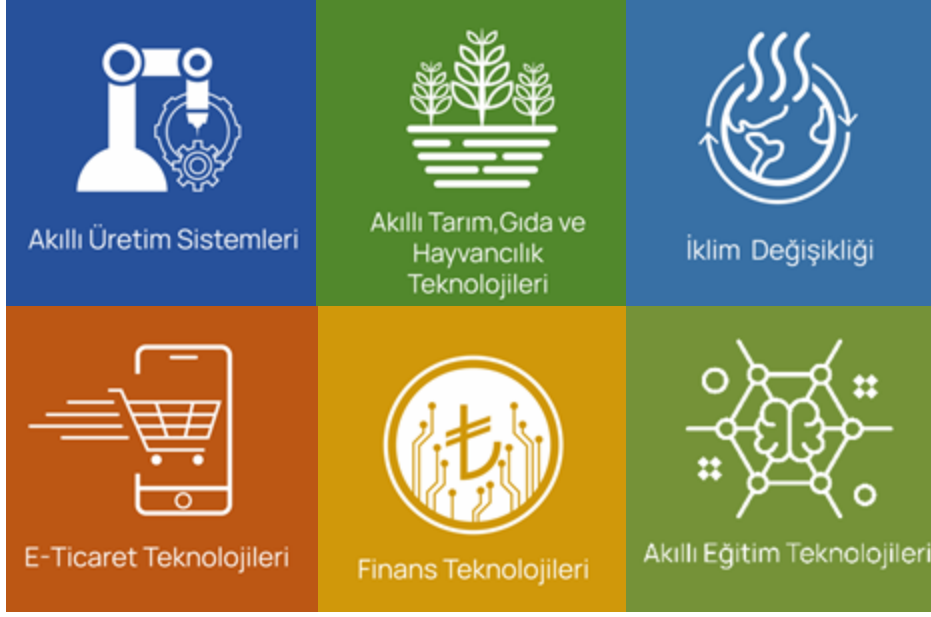 Akıllı Üretim Sistemleri
Akıllı Tarım,Gıda ve
Hayvancılık
Teknolojileri
İklim Değişikliği
E-Ticaret Teknolojileri
Finans Teknolojileri
Akıllı Eğitim Teknolojileri